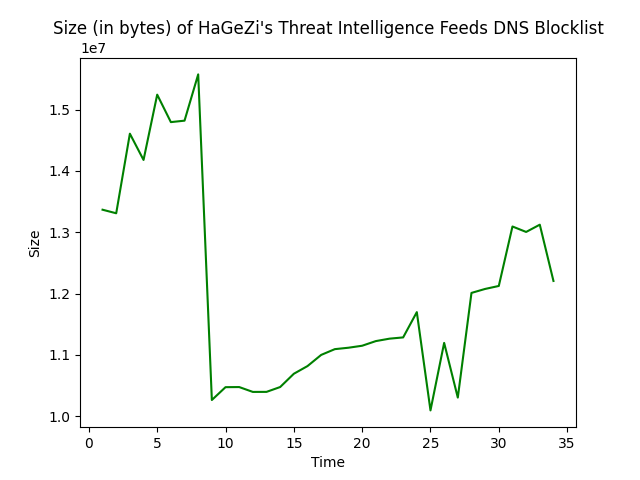 Size (in bytes) of HaGeZi's Threat Intelligence Feeds DNS Blocklist
1e7
1.5
1.4
1.3
1.2
1.1
1.0
Size
0 5 10 15 20 25 30 35
Time